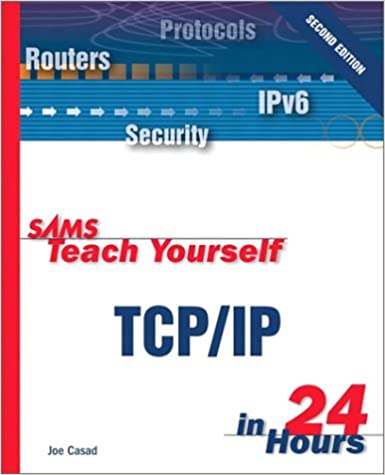 Protocols
SECOND EDITION
Routers
IPv6
Security
SAMS
Teach Yourself
TCP/IP
in 24
Hours
Joe Casad